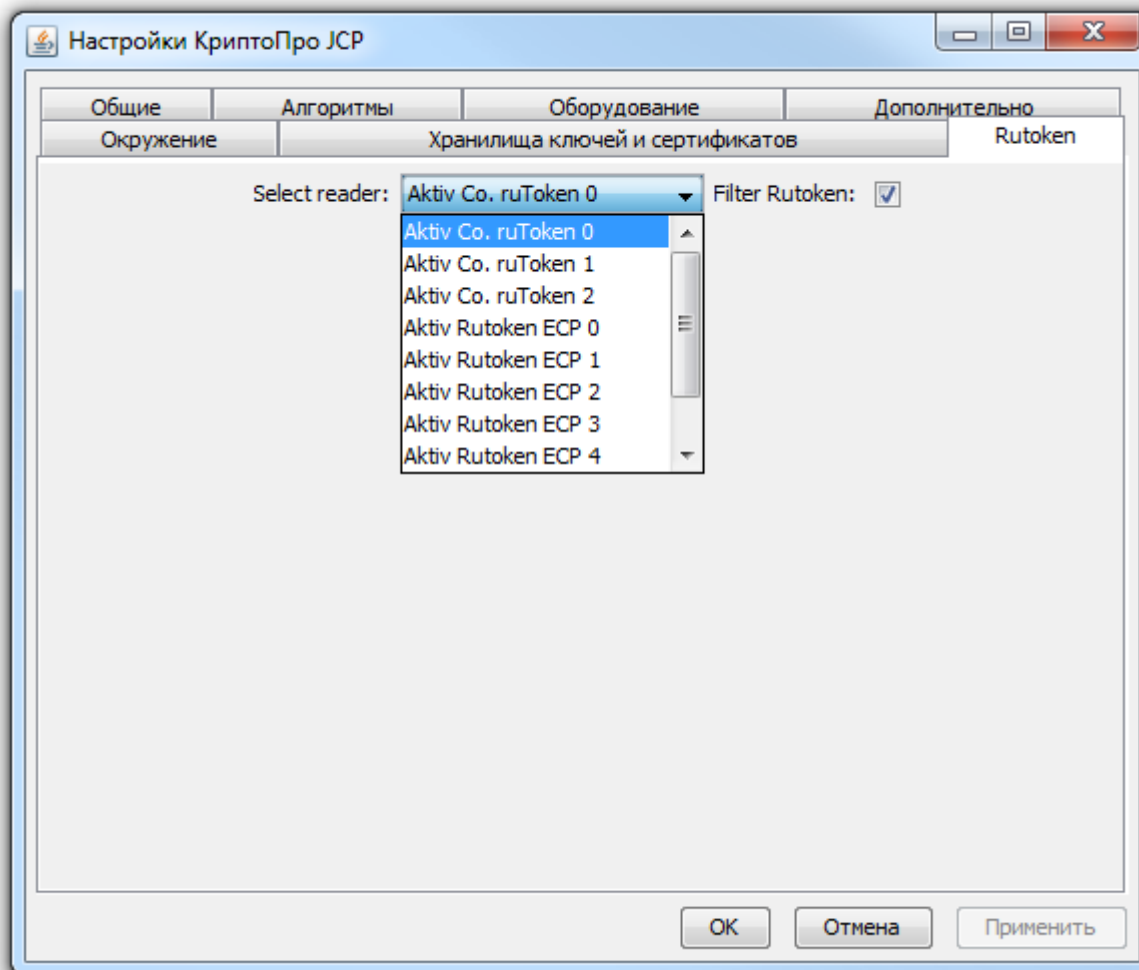 Настройки КриптоПро JCP
Общие Алгоритмы Оборудование Дополнительно
Окружение Хранилища ключей и сертификатов Rutoken
Select reader: Aktiv Co. ruToken 0 Filter Rutoken:
Aktiv Co. ruToken 0
Aktiv Co. ruToken 1
Aktiv Co. ruToken 2
Aktiv Rutoken ECP 0
Aktiv Rutoken ECP 1
Aktiv Rutoken ECP 2
Aktiv Rutoken ECP 3
Aktiv Rutoken ECP 4
OK Отмена Применить